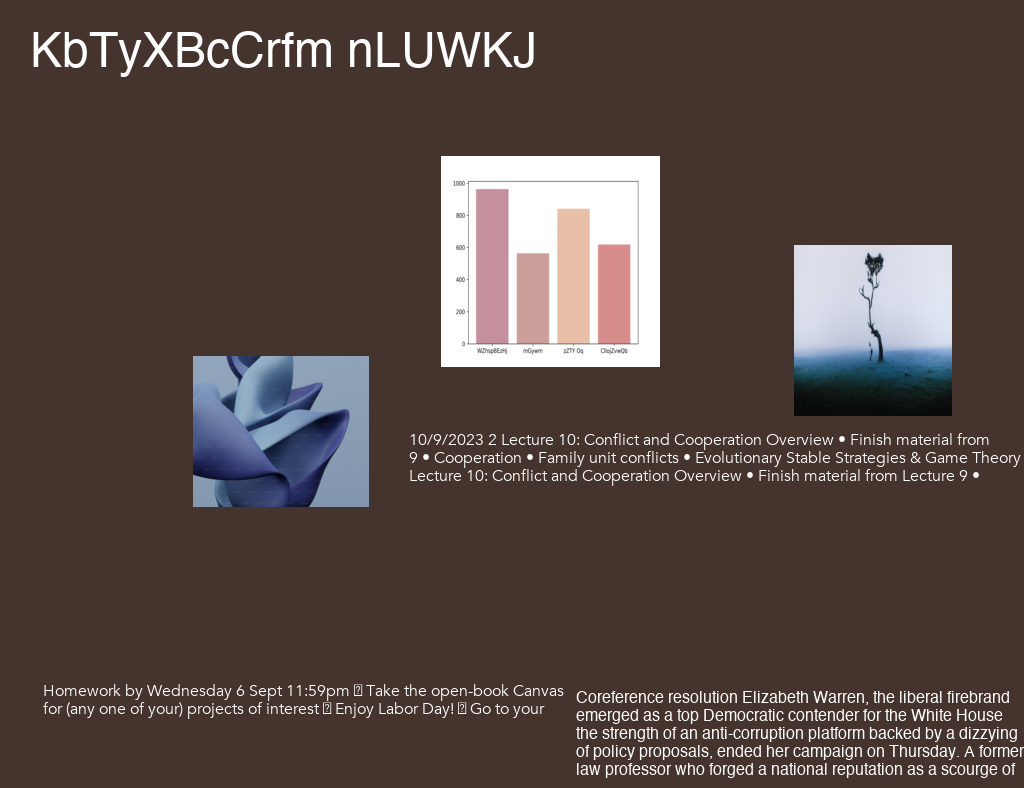 KbTyXBcCrfm nLUWKJ
1000
800
600
400
200
0
WZhspBEzHj mGywm zZTY Oq CIlojZvwQb
10/9/2023 2 Lecture 10: Conflict and Cooperation Overview • Finish material from
9 • Cooperation • Family unit conflicts • Evolutionary Stable Strategies & Game Theory
Lecture 10: Conflict and Cooperation Overview • Finish material from Lecture 9 •
Homework by Wednesday 6 Sept 11:59pm Take the open-book Canvas
for (any one of your) projects of interest Enjoy Labor Day! Go to your
Coreference resolution Elizabeth Warren, the liberal firebrand
emerged as a top Democratic contender for the White House
the strength of an anti-corruption platform backed by a dizzying
of policy proposals, ended her campaign on Thursday. A former
law professor who forged a national reputation as a scourge of